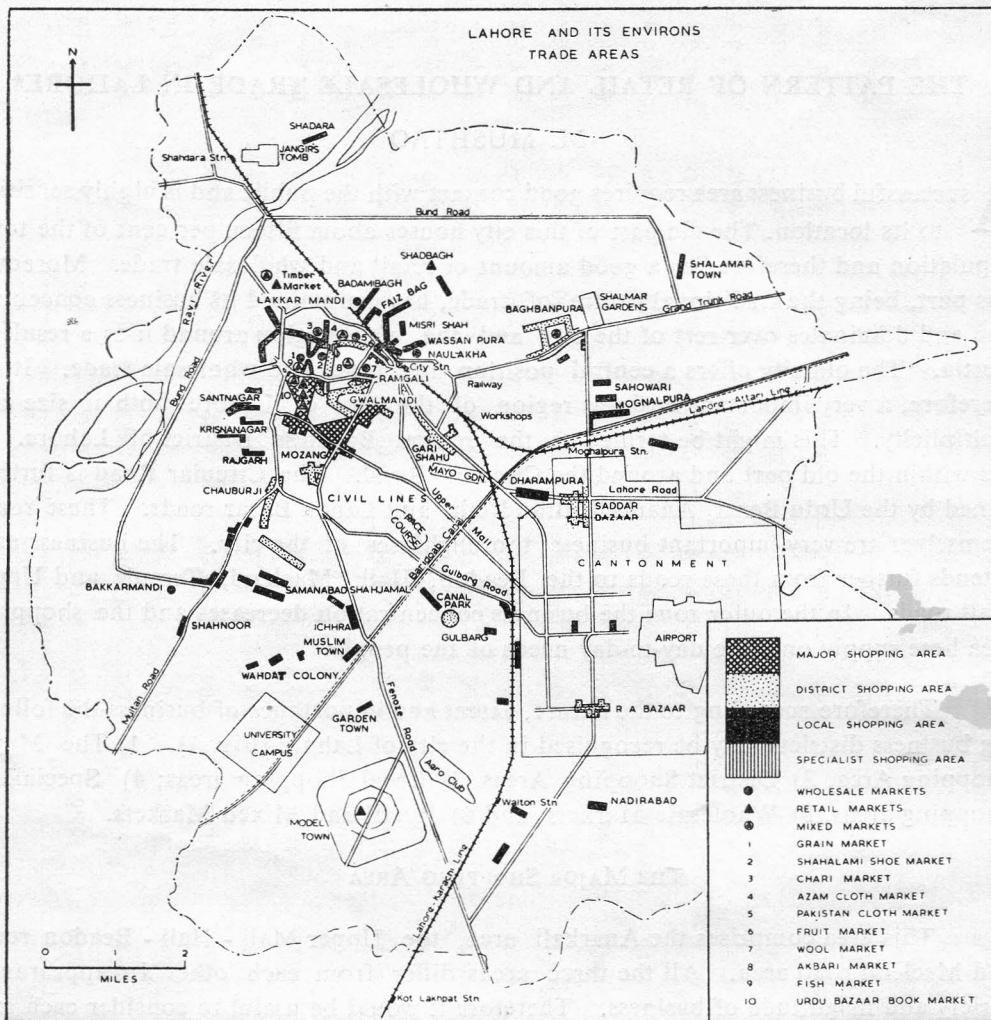 LAHORE AND ITS ENVIRONS
TRADE AREAS
N
SHADARA
Shahdara Stn
JANGIR'S
TOMB
Bund Road
Ravi River
Bund Road
SHADBAGH
SHALAMAR
TOWN
Timber
Market
BADAMIBAGH
LAKKAR MANDI
FAIZ BAG
SHALMAR
GARDENS
Grand Trunk Road
BAGHBANPURA
MISRI SHAH
WASSAN PURA
NAULAKHA
City Stn
RAMGALI
Railway
Workshops
GWALMANDI
SANTNAGAR
SAHOWARI
MOGNALPURA
Lahore-Attari Line
KRISHANAGAR
GARI
SHAHU
Moghalpura Stn
RAJGARH
MOZANG
MAYO GDN
DHARAMPURA
Lahore Road
CHAUBURJI
CIVIL LINES
Upper Mall
RACE
COURSE
SADDAR
BAZAAR
Baridoab Canal
Gulborg Road
CANTONMENT
BAKKARMANDI
SAMANABAD
SHAHJAMAL
CANAL
PARK
SHAHNOOR
ICHRA
GULBARG
AIRPORT
MUSLIM
TOWN
WAHDAT COLONY
Multan Road
Ferose Road
R A BAZAAR
GARDEN
TOWN
UNIVERSITY
CAMPUS
Aero Club
Walton Stn
NADIRABAD
MODEL
TOWN
Lahore-Karachi Line
0 2
MILES
Kot Lakhpat Stn
MAJOR SHOPPING AREA
DISTRICT SHOPPING AREA
LOCAL SHOPPING AREA
SPECIALIST SHOPPING AREA
WHOLESALE MARKETS
RETAIL MARKETS
MIXED MARKETS
1 GRAIN MARKET
2 SHAHALAMI SHOE MARKET
3 CHARI MARKET
4 AZAM CLOTH MARKET
5 PAKISTAN CLOTH MARKET
6 FRUIT MARKET
7 WOOL MARKET
8 AKBARI MARKET
9 FISH MARKET
10 URDU BAZAAR BOOK MARKET